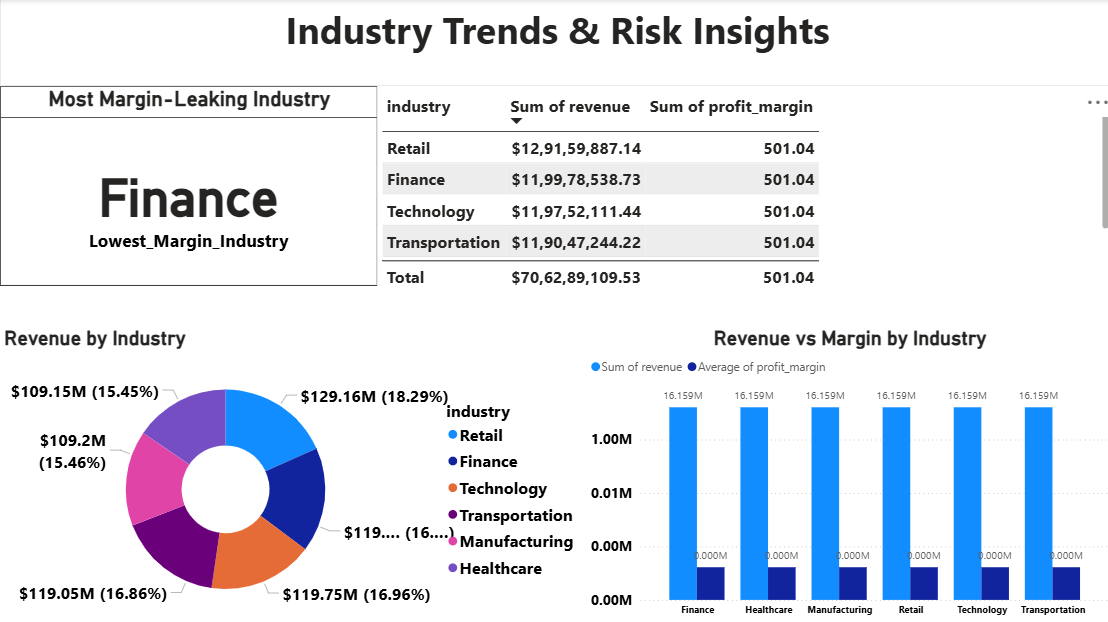 Industry Trends & Risk Insights
Most Margin-Leaking Industry
Finance
Lowest_Margin_Industry
industry Sum of revenue Sum of profit_margin
Retail $12,91,59,887.14 501.04
Finance $11,99,78,538.73 501.04
Technology $11,97,52,111.44 501.04
Transportation $11,90,47,244.22 501.04
Total $70,62,89,109.53 501.04
Revenue by Industry
$109.15M (15.45%)
$129.16M (18.29%)
$109.2M
(15.46%)
$119.... (16....)
$119.05M (16.86%)
$119.75M (16.96%)
industry
Retail
Finance
Technology
Transportation
Manufacturing
Healthcare
Revenue vs Margin by Industry
Sum of revenue Average of profit_margin
16.159M 16.159M 16.159M 16.159M 16.159M 16.159M
1.00M
0.01M
0.00M
0.000M 0.000M 0.000M 0.000M 0.000M 0.000M
0.00M
Finance Healthcare Manufacturing Retail Technology Transportation